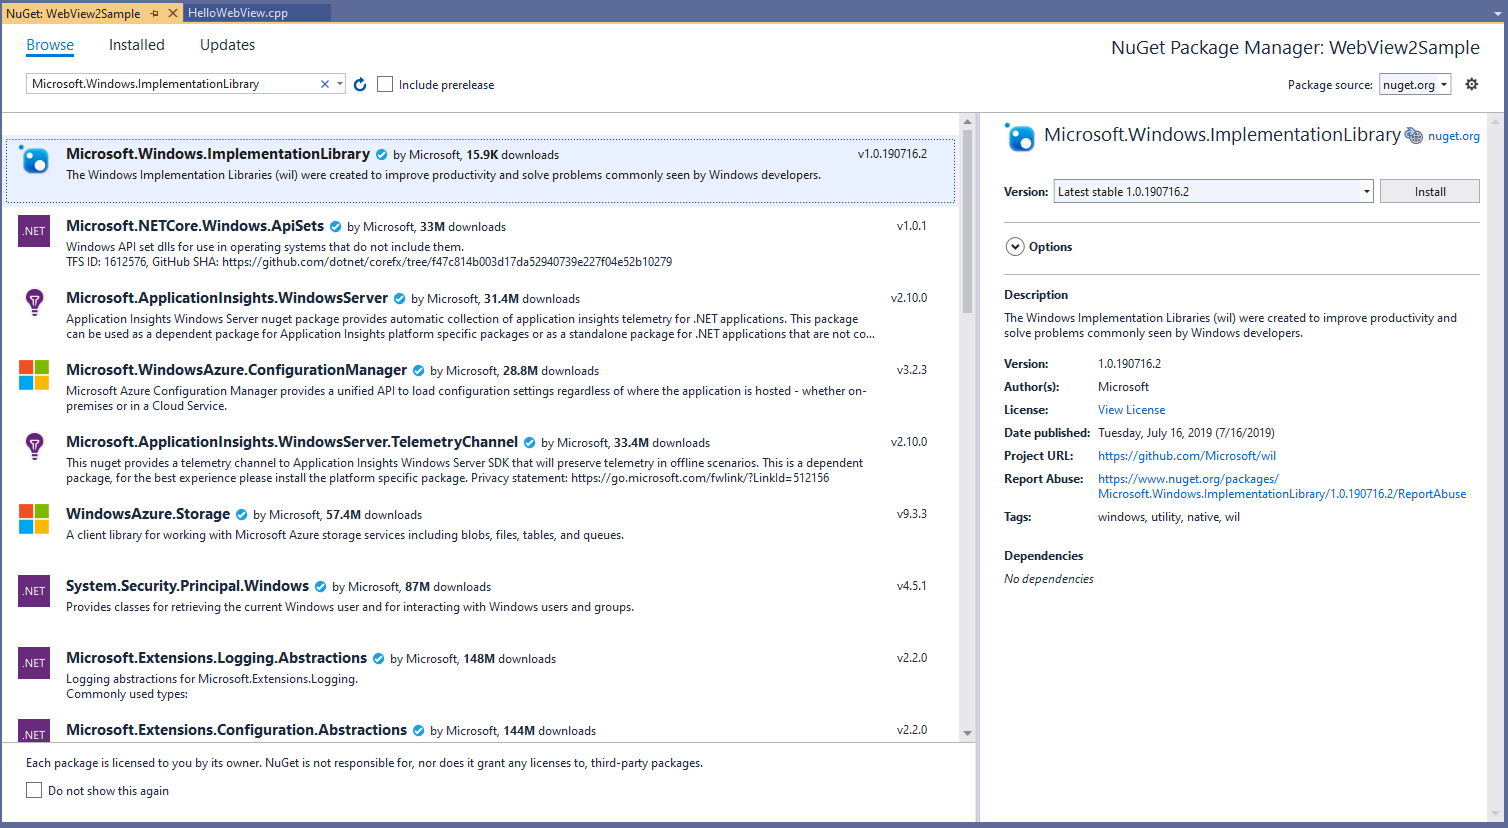 NuGet: WebView2Sample
HelloWebView.cpp
Browse
Installed
Updates
NuGet Package Manager: WebView2Sample
Microsoft.Windows.ImplementationLibrary
Include prerelease
Package source:
nuget.org
Microsoft.Windows.ImplementationLibrary by Microsoft, 15.9K downloads
v1.0.190716.2
The Windows Implementation Libraries (wil) were created to improve productivity and solve problems commonly seen by Windows developers.
.NET
Microsoft.NETCore.Windows.ApiSets by Microsoft, 33M downloads
v1.0.1
Windows API set dlls for use in operating systems that do not include them.
TFS ID: 1612576, GitHub SHA: https://github.com/dotnet/corefx/tree/f47c814b003d17da52940739e227f04e52b10279
Microsoft.ApplicationInsights.WindowsServer by Microsoft, 31.4M downloads
v2.10.0
Application Insights Windows Server nuget package provides automatic collection of application insights telemetry for .NET applications. This package
can be used as a dependent package for Application Insights platform specific packages or as a standalone package for .NET applications that are not co...
Microsoft.WindowsAzure.ConfigurationManager by Microsoft, 28.8M downloads
v3.2.3
Microsoft Azure Configuration Manager provides a unified API to load configuration settings regardless of where the application is hosted - whether on-
premises or in a Cloud Service.
Microsoft.ApplicationInsights.WindowsServer.TelemetryChannel by Microsoft, 33.4M downloads
v2.10.0
This nuget provides a telemetry channel to Application Insights Windows Server SDK that will preserve telemetry in offline scenarios. This is a dependent
package, for the best experience please install the platform specific package. Privacy statement: https://go.microsoft.com/fwlink/?LinkId=512156
WindowsAzure.Storage by Microsoft, 57.4M downloads
v9.3.3
A client library for working with Microsoft Azure storage services including blobs, files, tables, and queues.
.NET
System.Security.Principal.Windows by Microsoft, 87M downloads
v4.5.1
Provides classes for retrieving the current Windows user and for interacting with Windows users and groups.
.NET
Microsoft.Extensions.Logging.Abstractions by Microsoft, 148M downloads
v2.2.0
Logging abstractions for Microsoft.Extensions.Logging.
Commonly used types:
.NET
Microsoft.Extensions.Configuration.Abstractions by Microsoft, 144M downloads
v2.2.0
Each package is licensed to you by its owner. NuGet is not responsible for, nor does it grant any licenses to, third-party packages.
Do not show this again
Microsoft.Windows.ImplementationLibrary
nuget.org
Version:
Latest stable 1.0.190716.2
Install
Options
Description
The Windows Implementation Libraries (wil) were created to improve productivity and
solve problems commonly seen by Windows developers.
Version: 1.0.190716.2
Author(s): Microsoft
License: View License
Date published: Tuesday, July 16, 2019 (7/16/2019)
Project URL: https://github.com/Microsoft/wil
Report Abuse: https://www.nuget.org/packages/
Microsoft.Windows.ImplementationLibrary/1.0.190716.2/ReportAbuse
Tags: windows, utility, native, wil
Dependencies
No dependencies